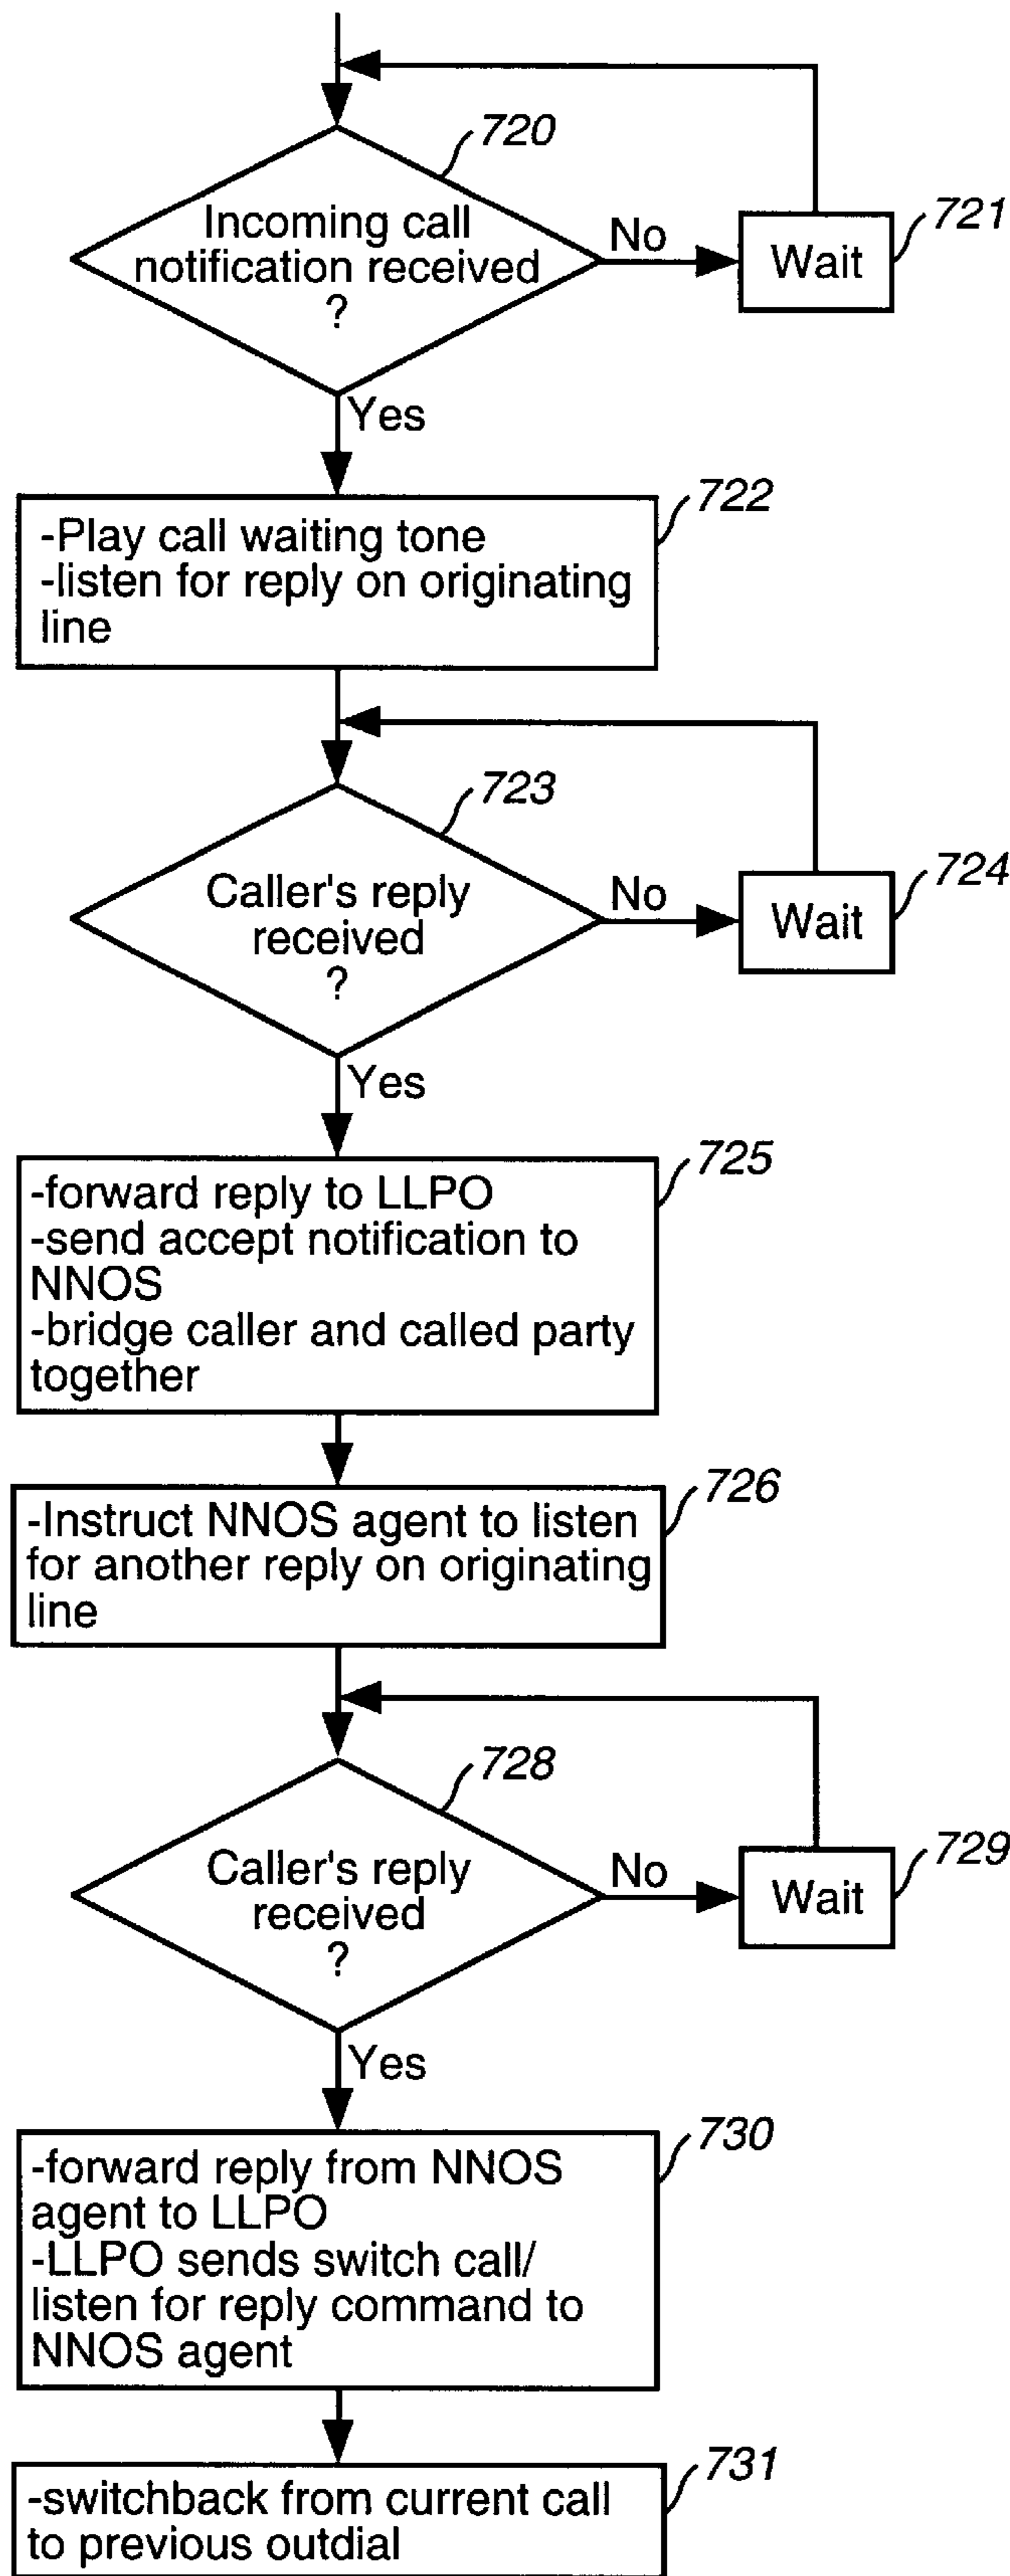 720
Incoming call
notification received
?
No
Wait
721
Yes
722
-Play call waiting tone
-listen for reply on originating
line
723
Caller's reply
received
?
No
Wait
724
Yes
725
-forward reply to LLPO
-send accept notification to
NNOS
-bridge caller and called party
together
726
-Instruct NNOS agent to listen
for another reply on originating
line
728
Caller's reply
received
?
No
Wait
729
Yes
730
-forward reply from NNOS
agent to LLPO
-LLPO sends switch call/
listen for reply command to
NNOS agent
731
-switchback from current call
to previous outdial